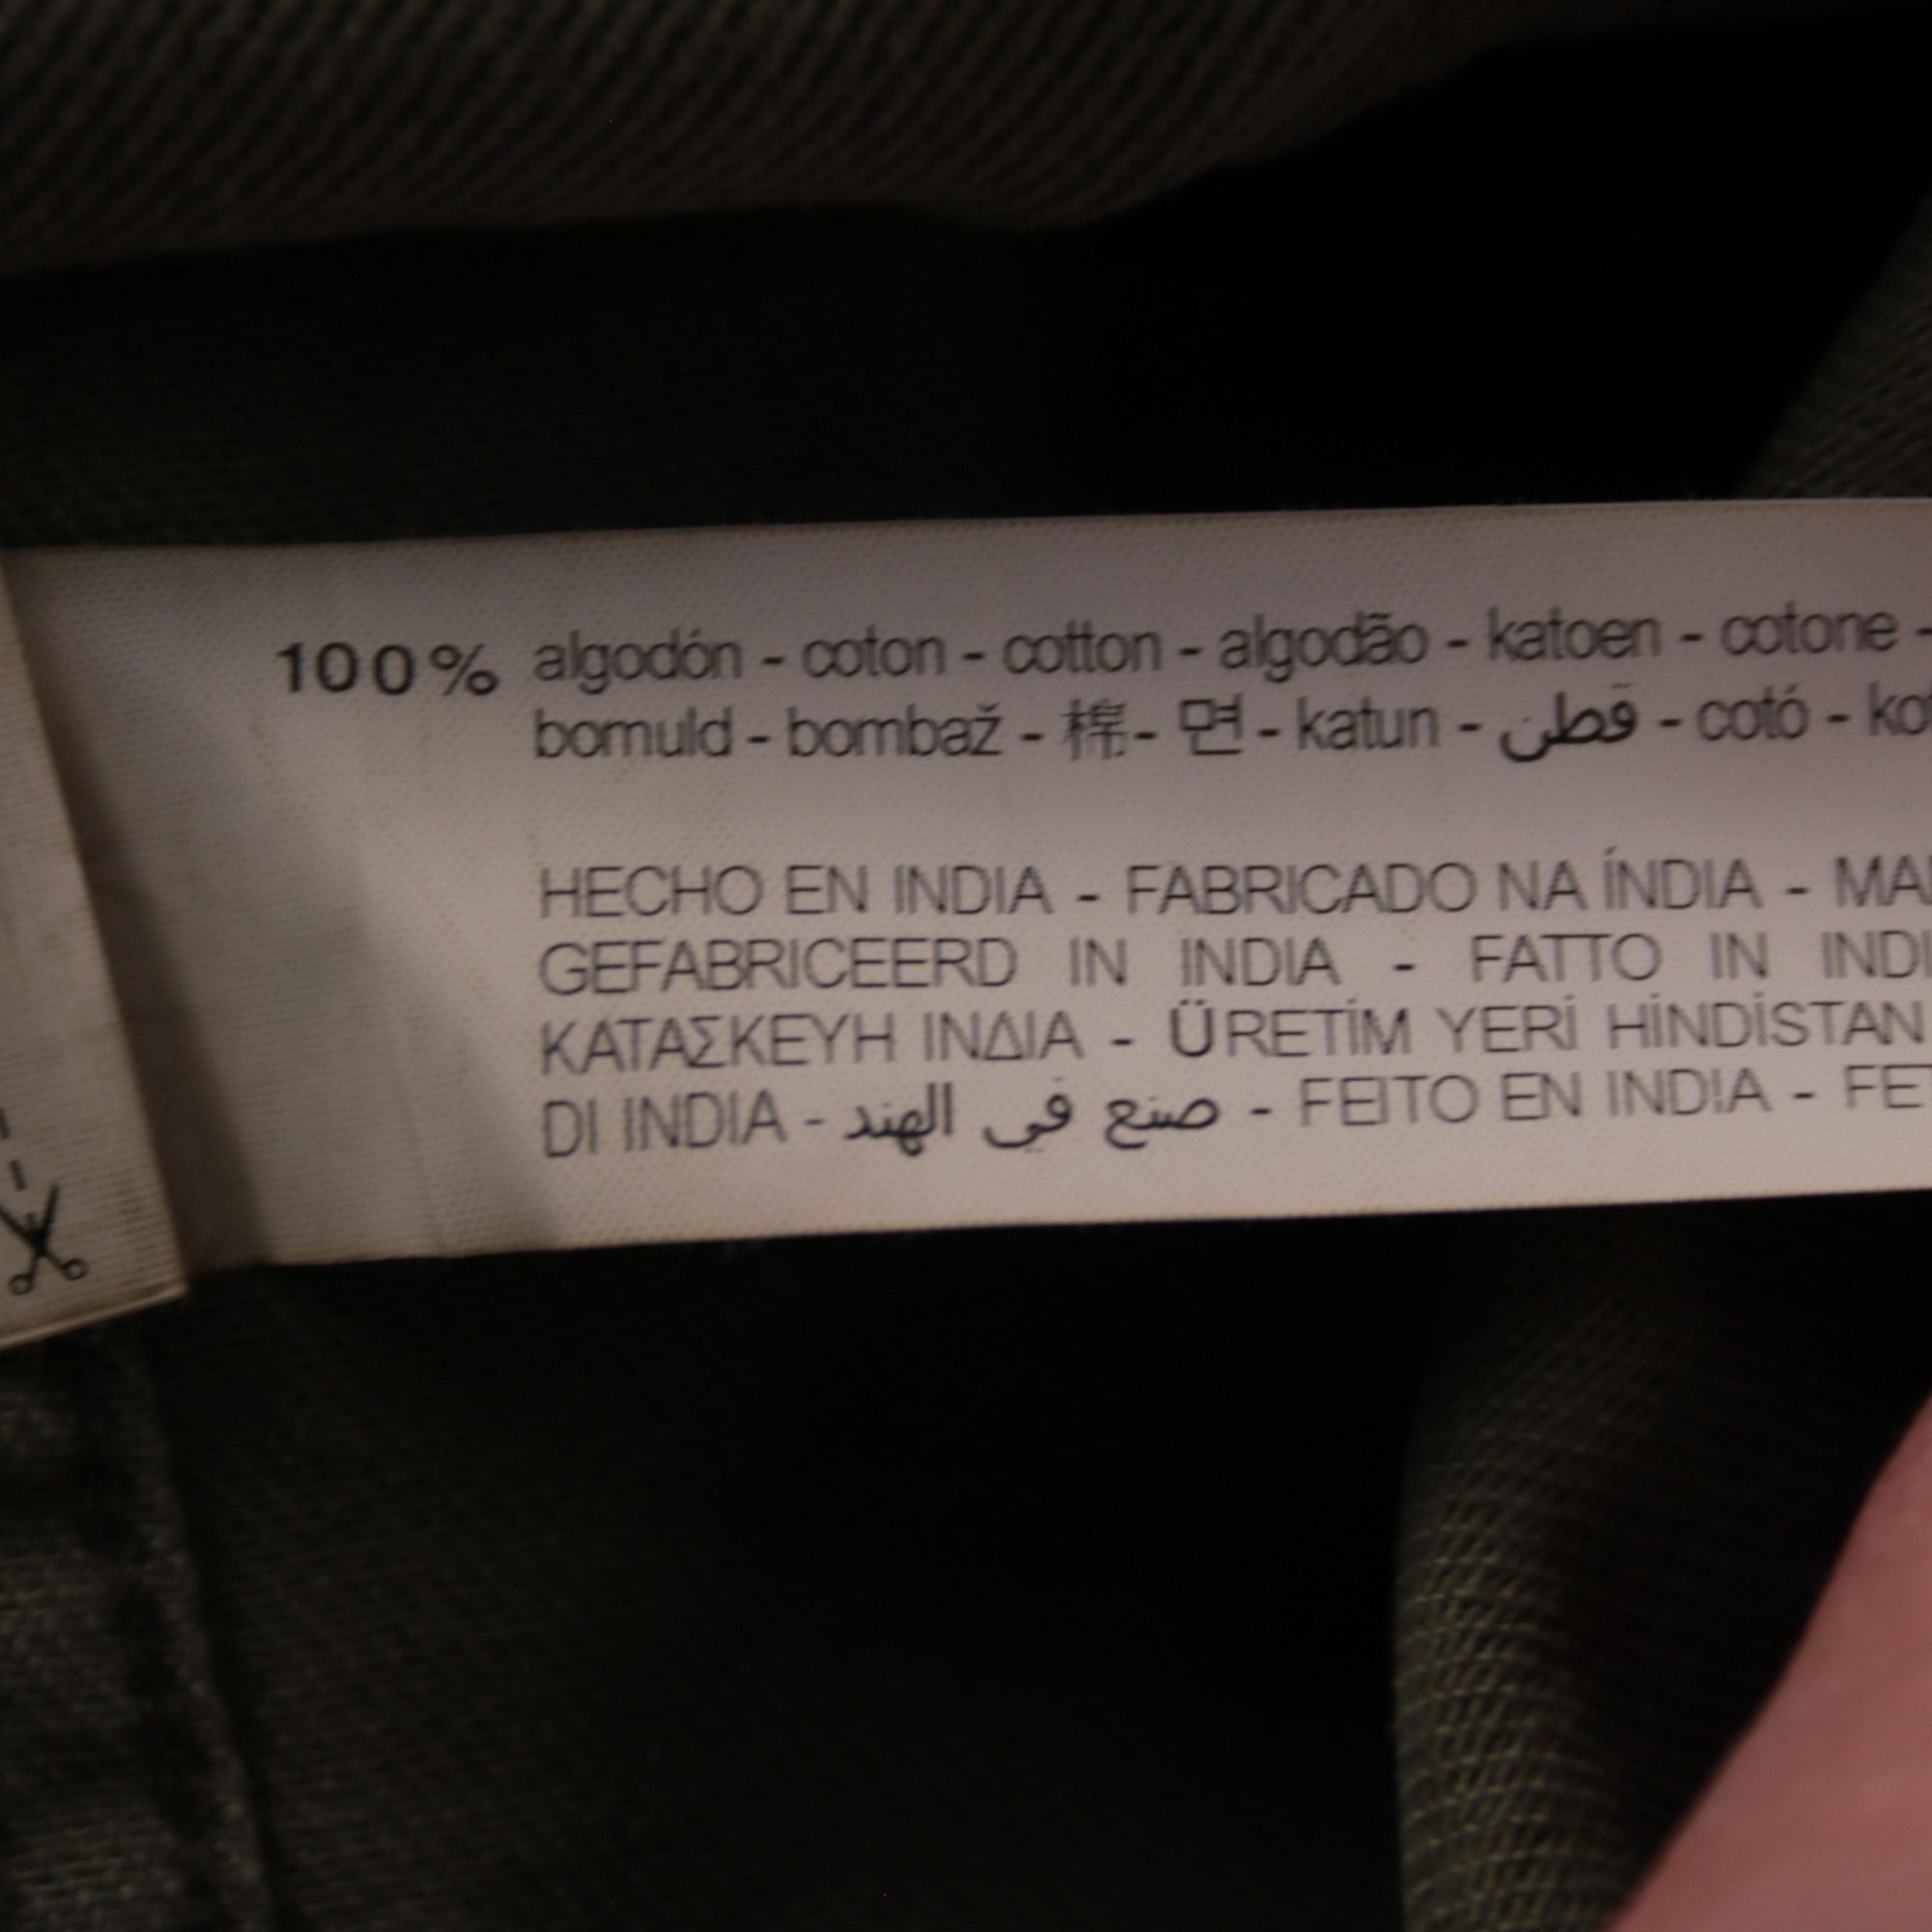 100% algodón - coton - cotton - algodão - katoen - cotone -
bomuld - bombaž - 棉 - 면 - katun - قطن - cotó -
HECHO EN INDIA - FABRICADO NA ÍNDIA -
GEFABRICEERD IN INDIA - FATTO IN
ΚΑΤΑΣΚΕΥΗ ΙΝΔΙΑ - ÜRETİM YERİ HİNDİSTAN
DI INDIA - صنع في الهند - FEITO EN INDIA -